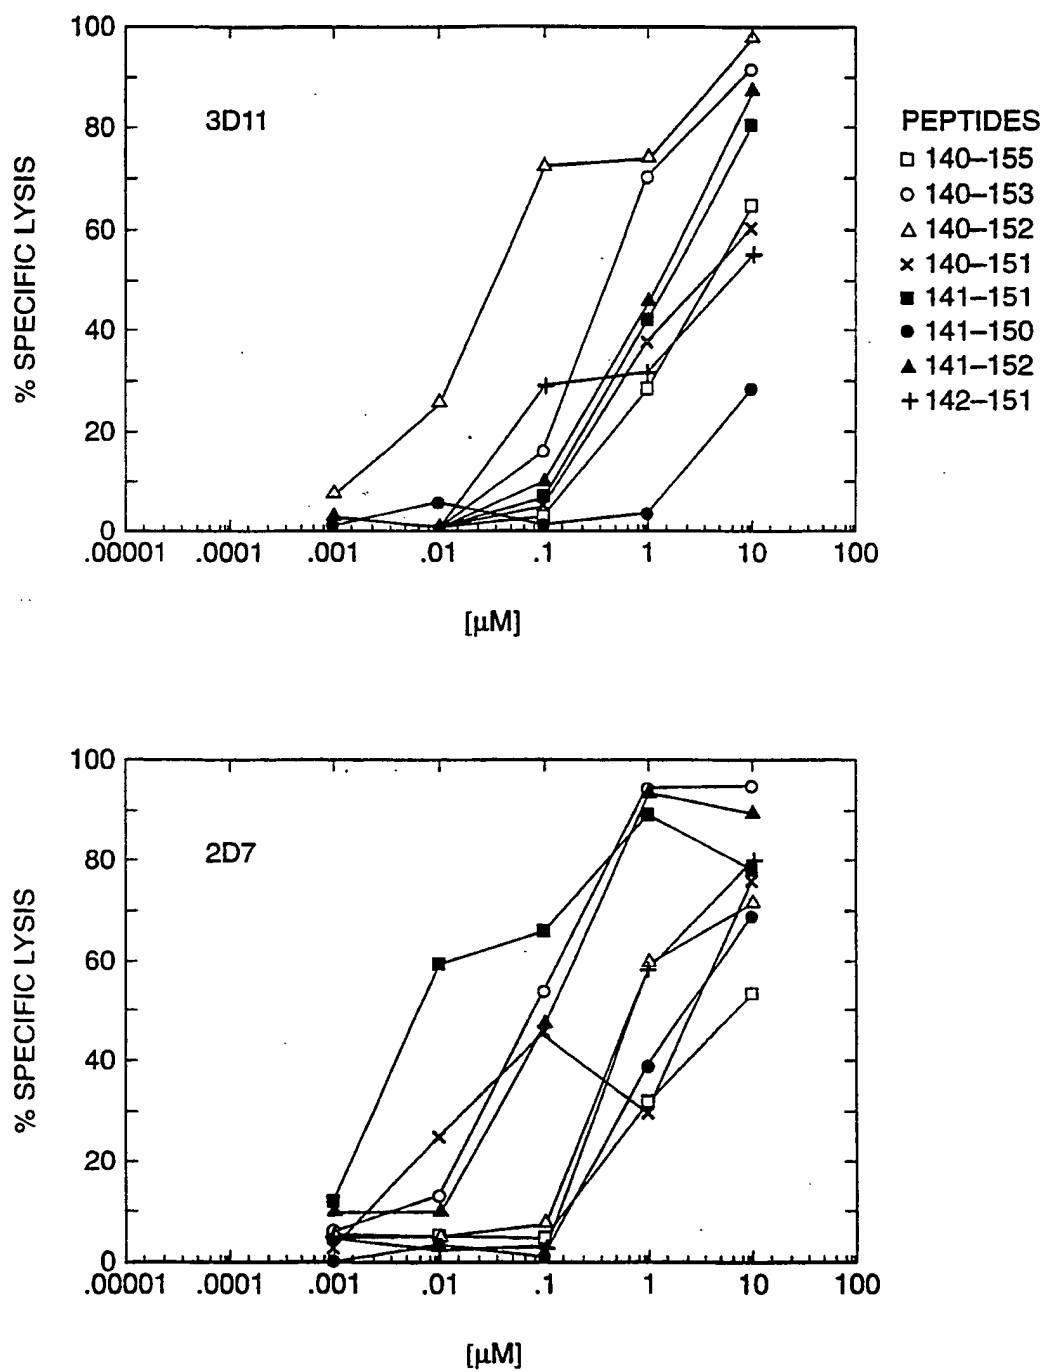 100
80
60
40
20
0
% SPECIFIC LYSIS
3D11
.00001 .0001 .001 .01 .1 1 10 100
[µM]
PEPTIDES
140–155
140–153
140–152
140–151
141–151
141–150
141–152
142–151
100
80
60
40
20
0
% SPECIFIC LYSIS
2D7
.00001 .0001 .001 .01 .1 1 10 100
[µM]